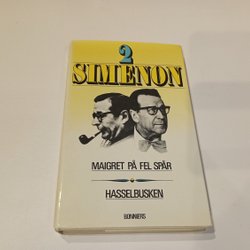 2
SIMENON
MAIGRET PÅ FEL SPÅR
HASSELBUSKEN
BONNIERS